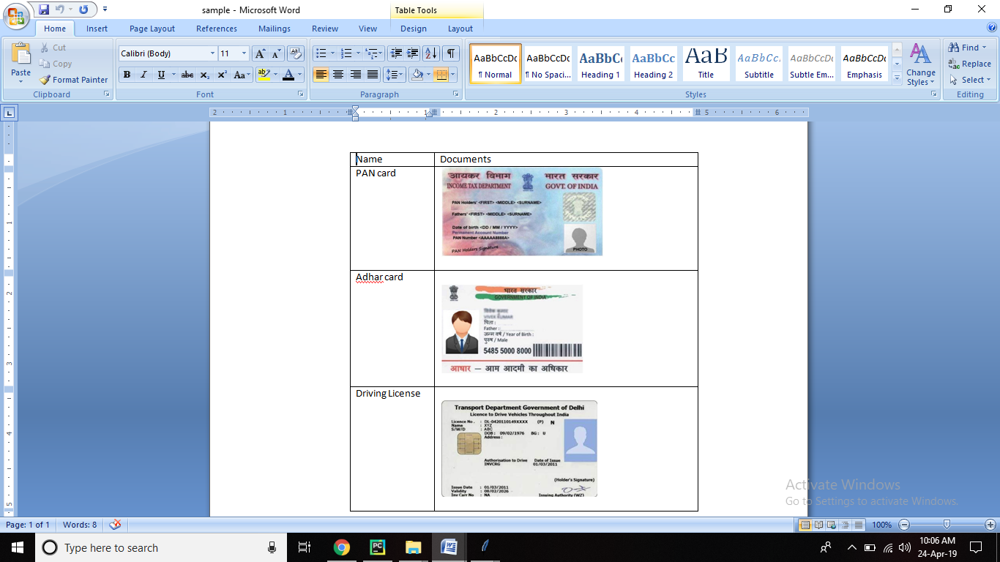 sample - Microsoft Word
Table Tools
Home Insert Page Layout References Mailings Review View Design Layout
Paste
Cut
Copy
Format Painter
Clipboard
Calibri (Body) 11
B I U abc x₂ x² Aa
Font
Paragraph
AaBbCcDc AaBbCcDc AaBbC AaBbCc AaB AaBbCc. AaBbCcDc AaBbCcDc
¶ Normal ¶ No Spaci... Heading 1 Heading 2 Title Subtitle Subtle Em... Emphasis
Change Styles
Styles
Find
Replace
Select
Editing
2 1 1 2 3 4 5 6
Name Documents
PAN card
आयकर विभाग भारत सरकार
INCOME TAX DEPARTMENT GOVT. OF INDIA
PAN Holders' <FIRST> <MIDDLE> <SURNAME>
Fathers' <FIRST> <MIDDLE> <SURNAME>
Date of birth <DD / MM / YYYY>
Permanent Account Number
PAN Number <AAAAA8888A>
PAN Holders Signature
PHOTO
Adhar card
भारत सरकार
GOVERNMENT OF INDIA
VIVEK KUMAR
पिता :
Father :
जन्म वर्ष / Year of Birth :
पुरुष / Male
5485 5000 8000
आधार — आम आदमी का अधिकार
Driving License
Transport Department Government of Delhi
Licence to Drive Vehicles Throughout India
Licence No. : DL-0420110149XXXX (P) N
Name : XYZ
S/W/D : ABC
DOB : 09/02/1976 BG : U
Address :
Authorisation to Drive Date of Issue
INVCRG 01/03/2011
(Holder's Signature)
Issue Date : 01/03/2011
Validity : 08/02/2026
Inv Carr No : NA Issuing Authority (WZ)
Activate Windows
Go to Settings to activate Windows.
Page: 1 of 1 Words: 8 100%
Type here to search
10:06 AM
24-Apr-19